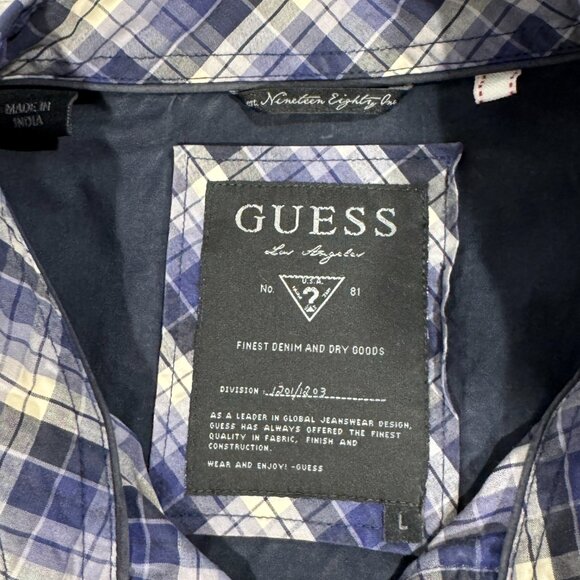 MADE IN
INDIA
Nineteen Eighty One
GUESS
Los Angeles
U.S.A.
No. ? 81
FINEST DENIM AND DRY GOODS
DIVISION : 1201/1203
AS A LEADER IN GLOBAL JEANSWEAR DESIGN,
GUESS HAS ALWAYS OFFERED THE FINEST
QUALITY IN FABRIC, FINISH AND
CONSTRUCTION.
WEAR AND ENJOY! -GUESS
L